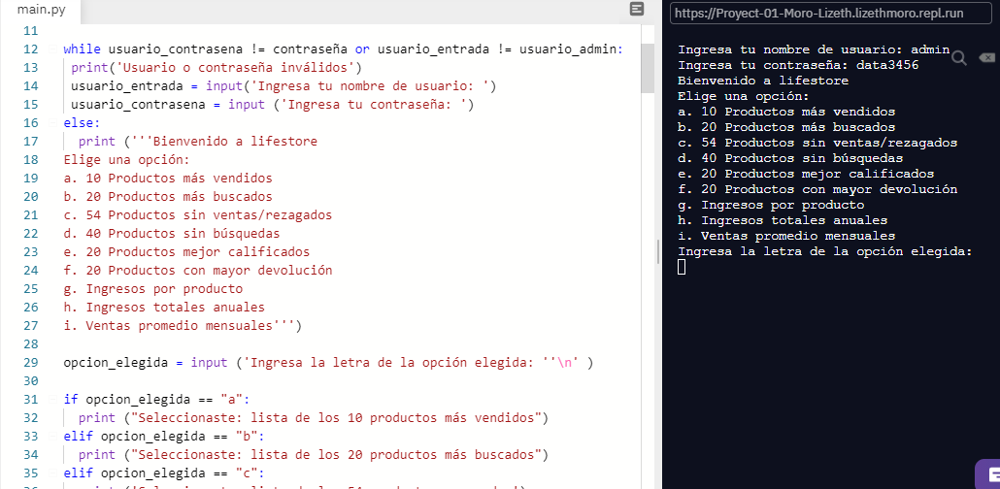 main.py
11
12 while usuario_contrasena != contraseña or usuario_entrada != usuario_admin:
13 print('Usuario o contraseña inválidos')
14 usuario_entrada = input('Ingresa tu nombre de usuario: ')
15 usuario_contrasena = input ('Ingresa tu contraseña: ')
16 else:
17 print ('''Bienvenido a lifestore
18 Elige una opción:
19 a. 10 Productos más vendidos
20 b. 20 Productos más buscados
21 c. 54 Productos sin ventas/rezagados
22 d. 40 Productos sin búsquedas
23 e. 20 Productos mejor calificados
24 f. 20 Productos con mayor devolución
25 g. Ingresos por producto
26 h. Ingresos totales anuales
27 i. Ventas promedio mensuales''')
28
29 opcion_elegida = input ('Ingresa la letra de la opción elegida: ''\n' )
30
31 if opcion_elegida == "a":
32 print ("Seleccionaste: lista de los 10 productos más vendidos")
33 elif opcion_elegida == "b":
34 print ("Seleccionaste: lista de los 20 productos más buscados")
35 elif opcion_elegida == "c":
https://Proyect-01-Moro-Lizeth.lizethmoro.repl.run
Ingresa tu nombre de usuario: admin
Ingresa tu contraseña: data3456
Bienvenido a lifestore
Elige una opción:
a. 10 Productos más vendidos
b. 20 Productos más buscados
c. 54 Productos sin ventas/rezagados
d. 40 Productos sin búsquedas
e. 20 Productos mejor calificados
f. 20 Productos con mayor devolución
g. Ingresos por producto
h. Ingresos totales anuales
i. Ventas promedio mensuales
Ingresa la letra de la opción elegida: